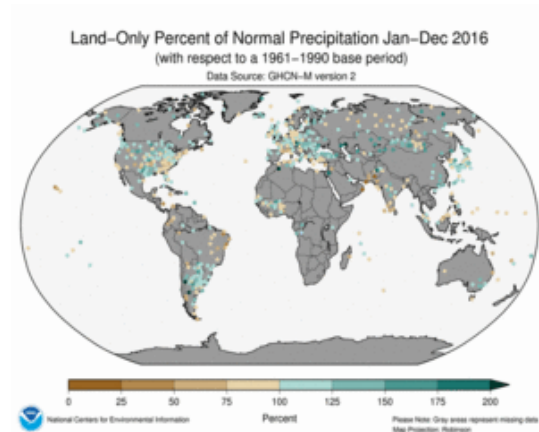 Land-Only Percent of Normal Precipitation Jan-Dec 2016
(with respect to a 1961-1990 base period)
Data Source: GHCN-M version 2
0 25 50 75 100 125 150 175 200
Percent
National Centers for Environmental Information
Please Note: Gray areas represent missing data
Map Projection: Robinson